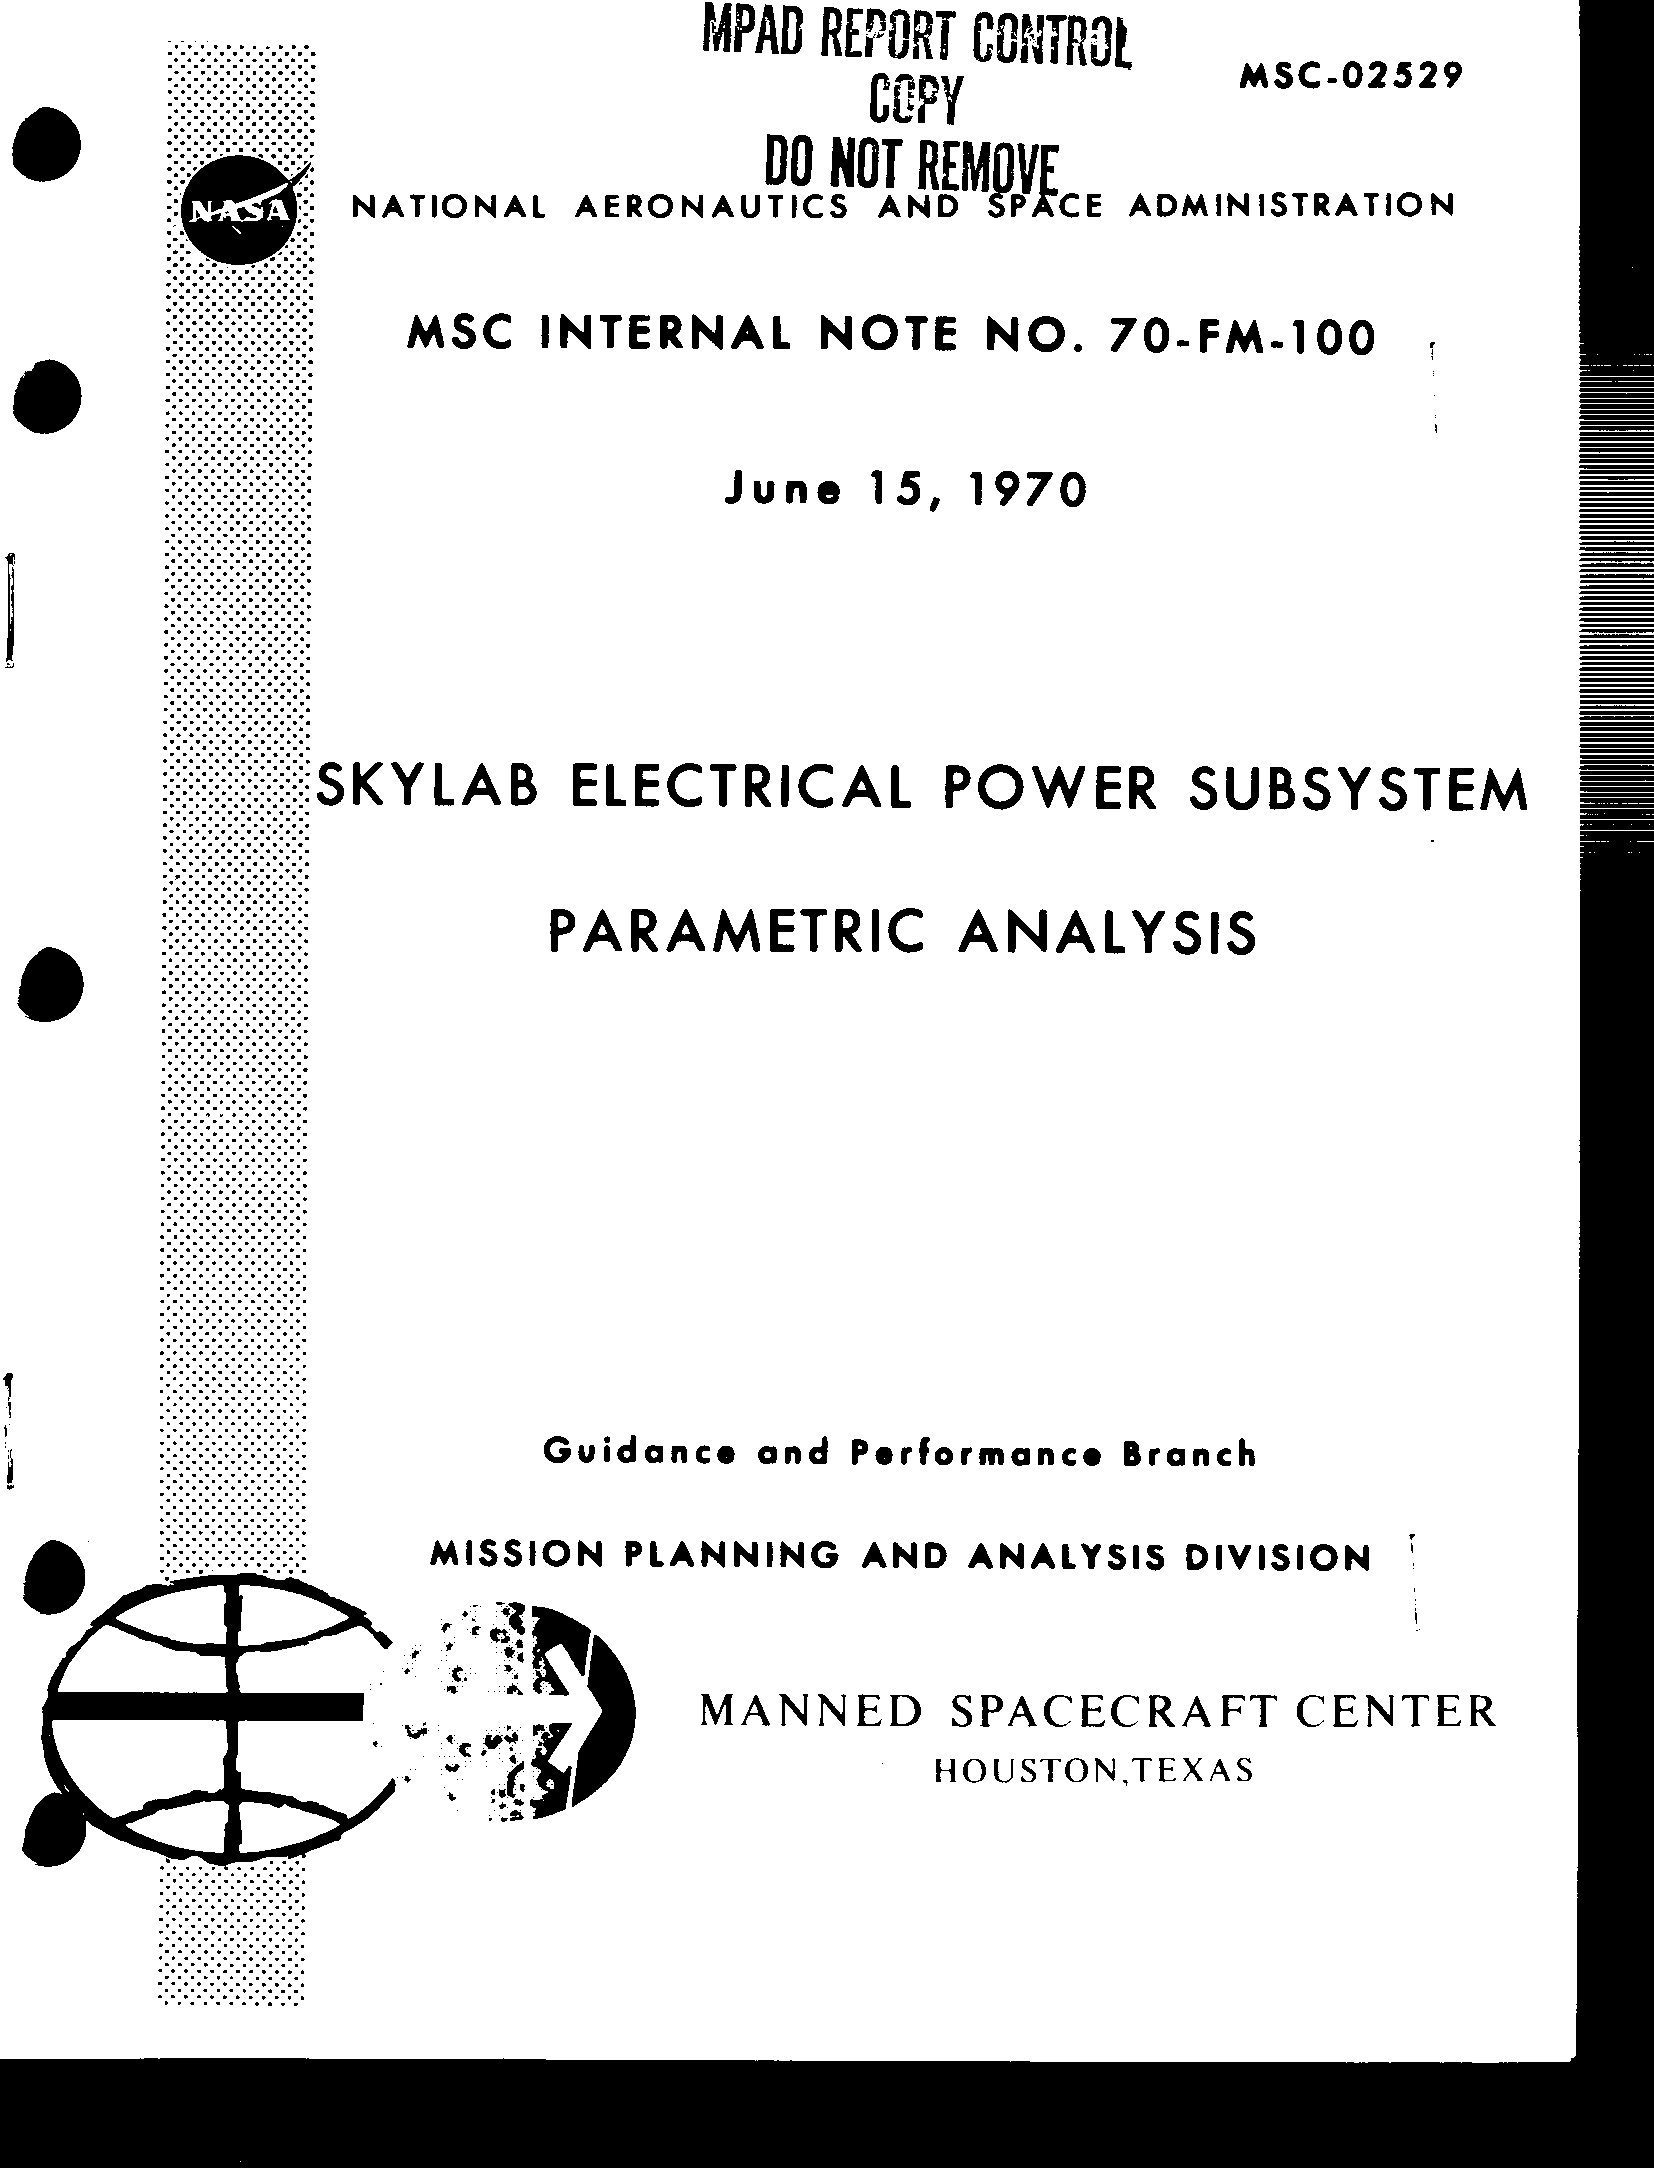 MPAD REPORT CONTROL
COPY
DO NOT REMOVE
MSC-02529
NASA
NATIONAL AERONAUTICS AND SPACE ADMINISTRATION
MSC INTERNAL NOTE NO. 70-FM-100
June 15, 1970
SKYLAB ELECTRICAL POWER SUBSYSTEM
PARAMETRIC ANALYSIS
Guidance and Performance Branch
MISSION PLANNING AND ANALYSIS DIVISION
MANNED SPACECRAFT CENTER
HOUSTON, TEXAS